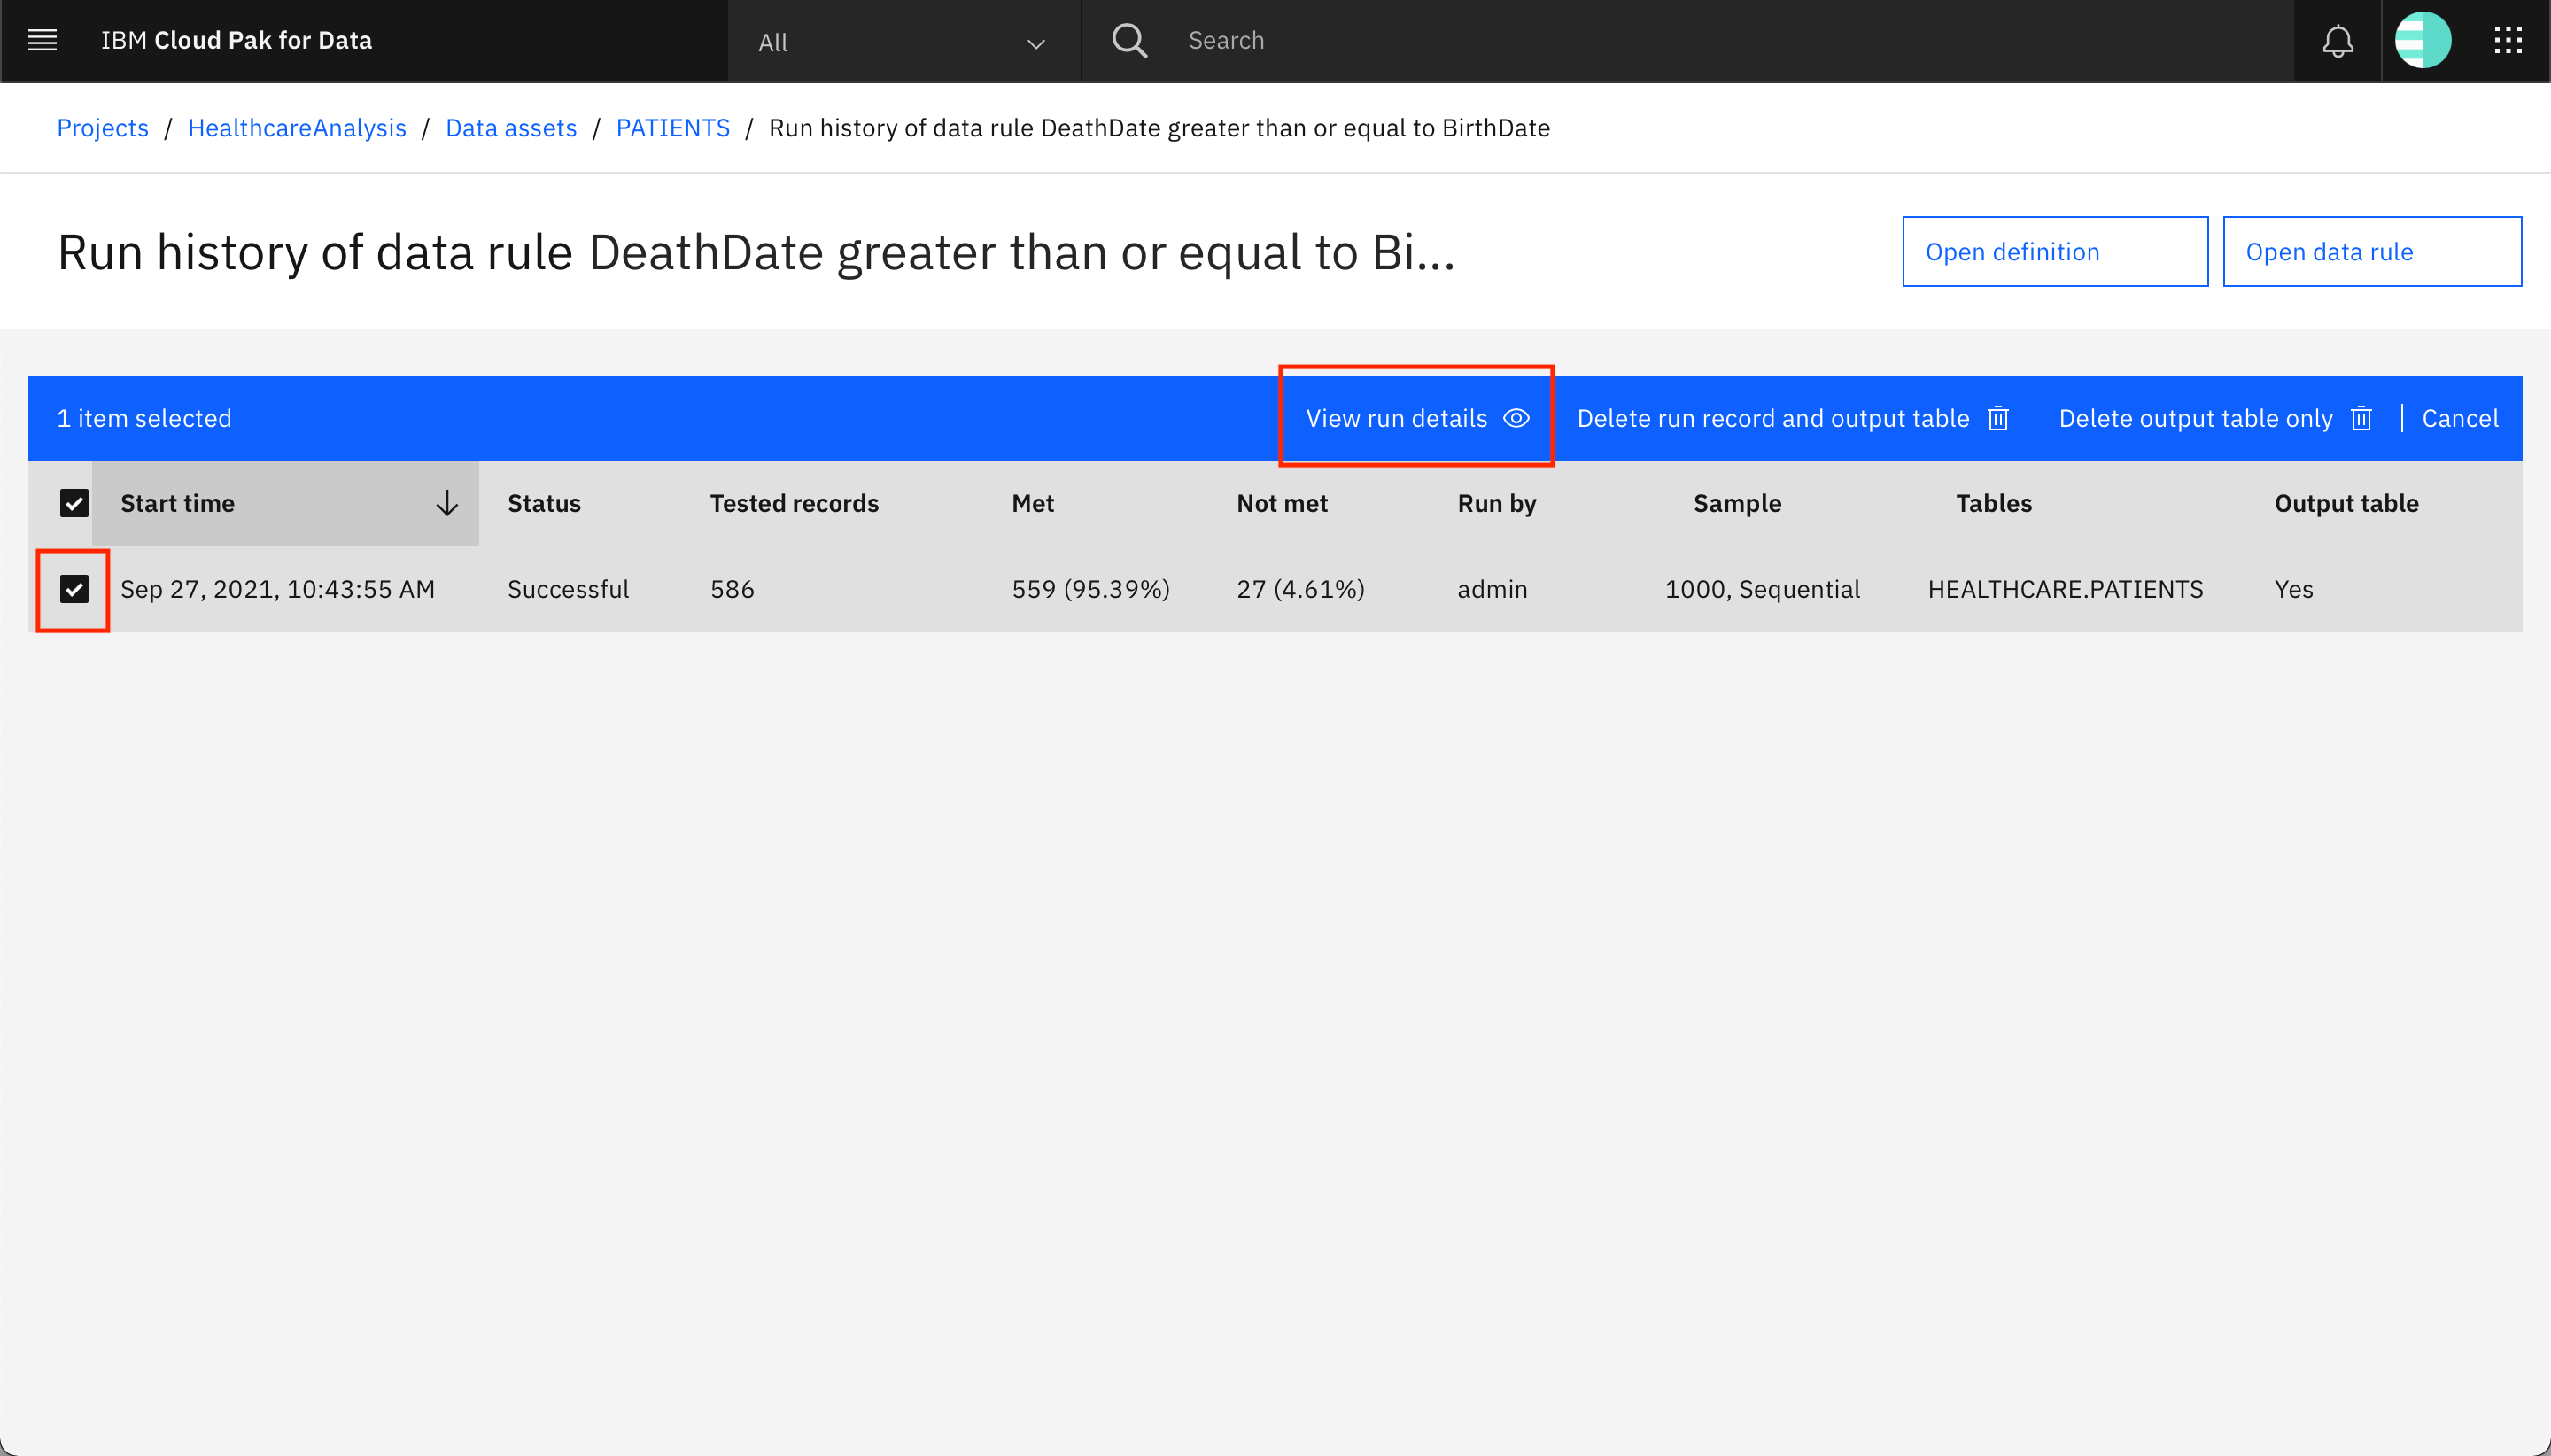 IBM Cloud Pak for Data
All
Search
Projects / HealthcareAnalysis / Data assets / PATIENTS / Run history of data rule DeathDate greater than or equal to BirthDate
Run history of data rule DeathDate greater than or equal to Bi...
Open definition
Open data rule
1 item selected
View run details
Delete run record and output table
Delete output table only
Cancel
Start time Status Tested records Met Not met Run by Sample Tables Output table
Sep 27, 2021, 10:43:55 AM Successful 586 559 (95.39%) 27 (4.61%) admin 1000, Sequential HEALTHCARE.PATIENTS Yes